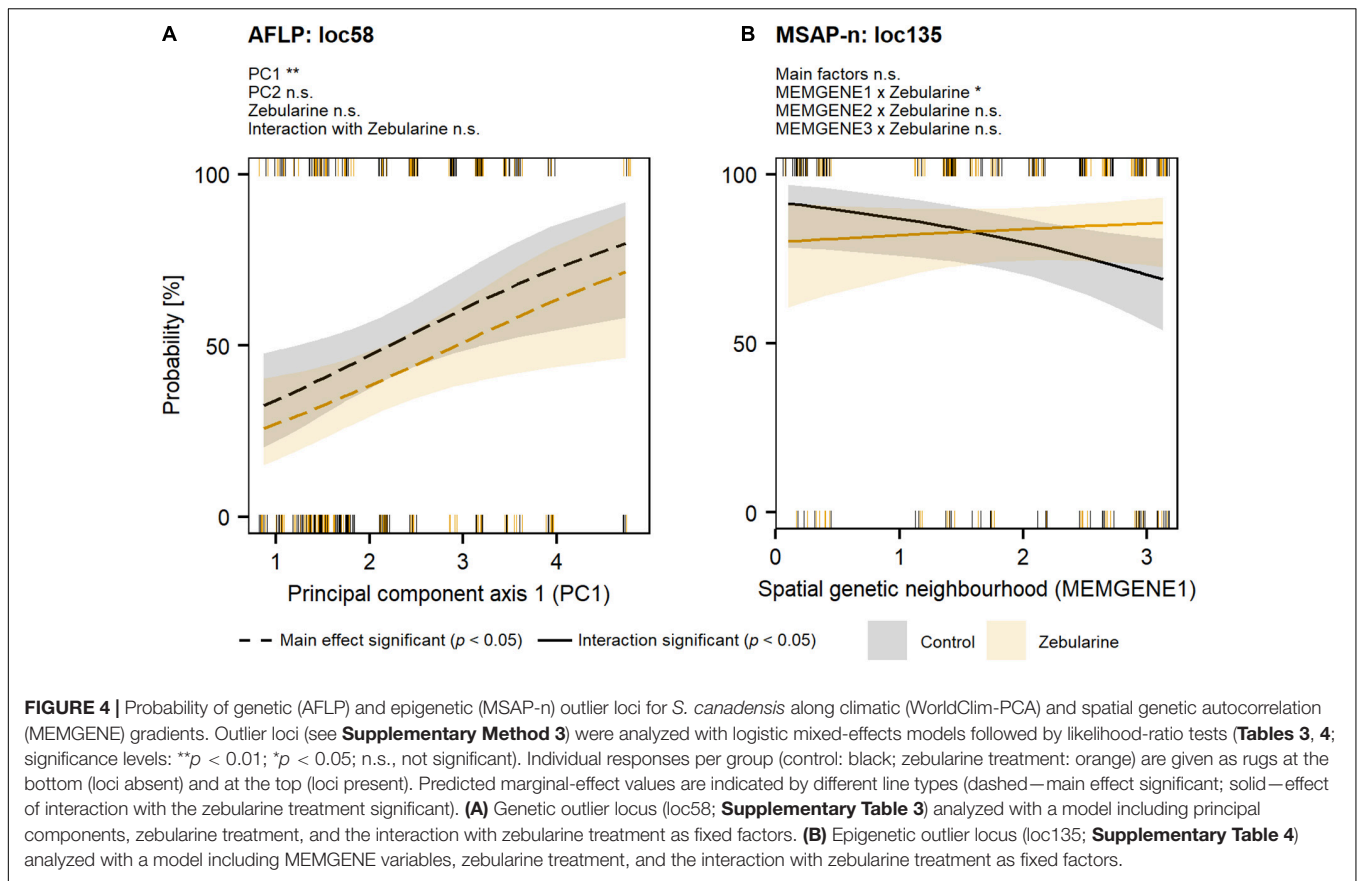 A AFLP: loc58
PC1 **
PC2 n.s.
Zebularine n.s.
Interaction with Zebularine n.s.
100
50
0
Probability [%]
1 2 3 4
Principal component axis 1 (PC1)
B MSAP-n: loc135
Main factors n.s.
MEMGENE1 x Zebularine *
MEMGENE2 x Zebularine n.s.
MEMGENE3 x Zebularine n.s.
100
50
0
0 1 2 3
Spatial genetic neighbourhood (MEMGENE1)
Main effect significant (p < 0.05) Interaction significant (p < 0.05) Control Zebularine
FIGURE 4 | Probability of genetic (AFLP) and epigenetic (MSAP-n) outlier loci for S. canadensis along climatic (WorldClim-PCA) and spatial genetic autocorrelation
(MEMGENE) gradients. Outlier loci (see Supplementary Method 3) were analyzed with logistic mixed-effects models followed by likelihood-ratio tests (Tables 3, 4;
significance levels: **p < 0.01; *p < 0.05; n.s., not significant). Individual responses per group (control: black; zebularine treatment: orange) are given as rugs at the
bottom (loci absent) and at the top (loci present). Predicted marginal-effect values are indicated by different line types (dashed—main effect significant; solid—effect
of interaction with the zebularine treatment significant). (A) Genetic outlier locus (loc58; Supplementary Table 3) analyzed with a model including principal
components, zebularine treatment, and the interaction with zebularine treatment as fixed factors. (B) Epigenetic outlier locus (loc135; Supplementary Table 4)
analyzed with a model including MEMGENE variables, zebularine treatment, and the interaction with zebularine treatment as fixed factors.